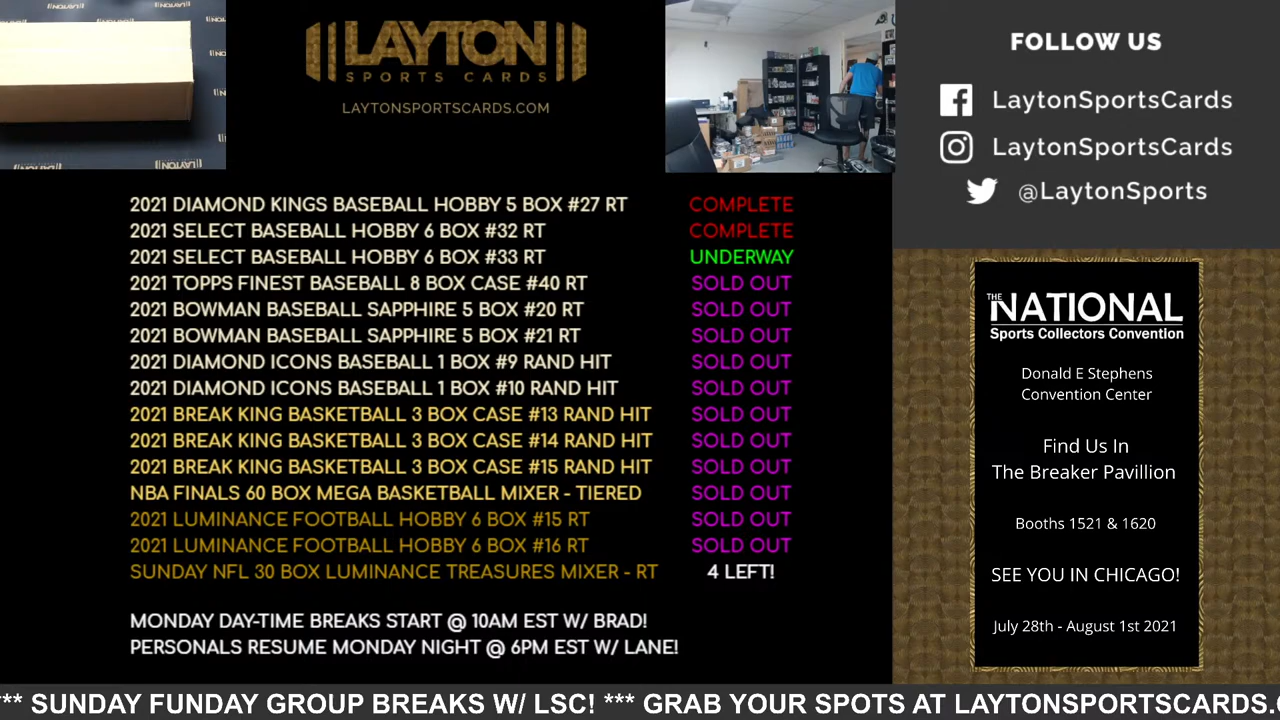 LAYTON
SPORTS CARDS
LAYTONSPORTSCARDS.COM
FOLLOW US
LaytonSportsCards
LaytonSportsCards
@LaytonSports
2021 DIAMOND KINGS BASEBALL HOBBY 5 BOX #27 RT COMPLETE
2021 SELECT BASEBALL HOBBY 6 BOX #32 RT COMPLETE
2021 SELECT BASEBALL HOBBY 6 BOX #33 RT UNDERWAY
2021 TOPPS FINEST BASEBALL 8 BOX CASE #40 RT SOLD OUT
2021 BOWMAN BASEBALL SAPPHIRE 5 BOX #20 RT SOLD OUT
2021 BOWMAN BASEBALL SAPPHIRE 5 BOX #21 RT SOLD OUT
2021 DIAMOND ICONS BASEBALL 1 BOX #9 RAND HIT SOLD OUT
2021 DIAMOND ICONS BASEBALL 1 BOX #10 RAND HIT SOLD OUT
2021 BREAK KING BASKETBALL 3 BOX CASE #13 RAND HIT SOLD OUT
2021 BREAK KING BASKETBALL 3 BOX CASE #14 RAND HIT SOLD OUT
2021 BREAK KING BASKETBALL 3 BOX CASE #15 RAND HIT SOLD OUT
NBA FINALS 60 BOX MEGA BASKETBALL MIXER - TIERED SOLD OUT
2021 LUMINANCE FOOTBALL HOBBY 6 BOX #15 RT SOLD OUT
2021 LUMINANCE FOOTBALL HOBBY 6 BOX #16 RT SOLD OUT
SUNDAY NFL 30 BOX LUMINANCE TREASURES MIXER - RT 4 LEFT!
MONDAY DAY-TIME BREAKS START @ 10AM EST W/ BRAD!
PERSONALS RESUME MONDAY NIGHT @ 6PM EST W/ LANE!
THE NATIONAL
Sports Collectors Convention
Donald E Stephens
Convention Center
Find Us In
The Breaker Pavillion
Booths 1521 & 1620
SEE YOU IN CHICAGO!
July 28th - August 1st 2021
*** SUNDAY FUNDAY GROUP BREAKS W/ LSC! *** GRAB YOUR SPOTS AT LAYTONSPORTSCARDS.